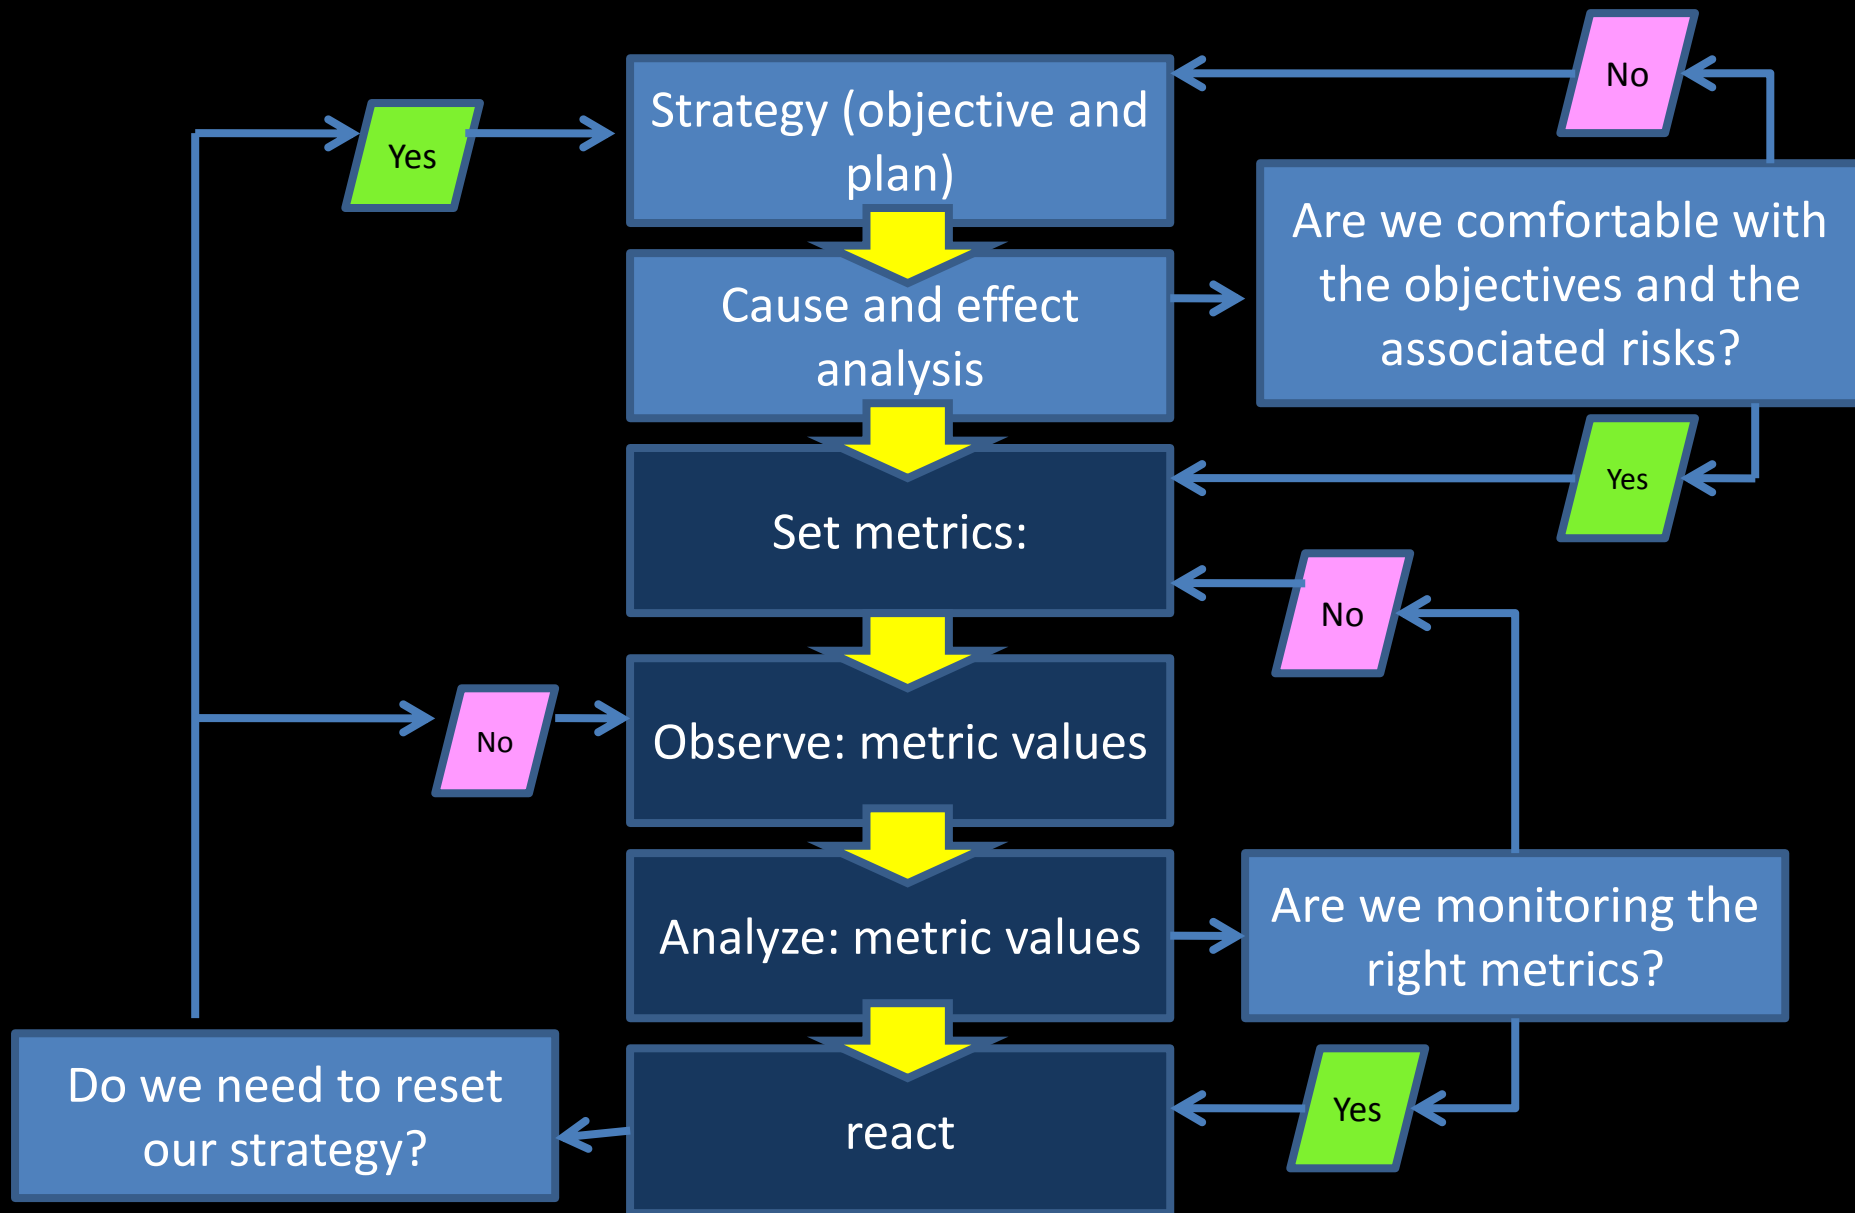 No
Strategy (objective and
plan)
Yes
Are we comfortable with
the objectives and the
associated risks?
Cause and effect
analysis
Yes
Set metrics:
No
No
Observe: metric values
Analyze: metric values
Are we monitoring the
right metrics?
Do we need to reset
our strategy?
react
Yes